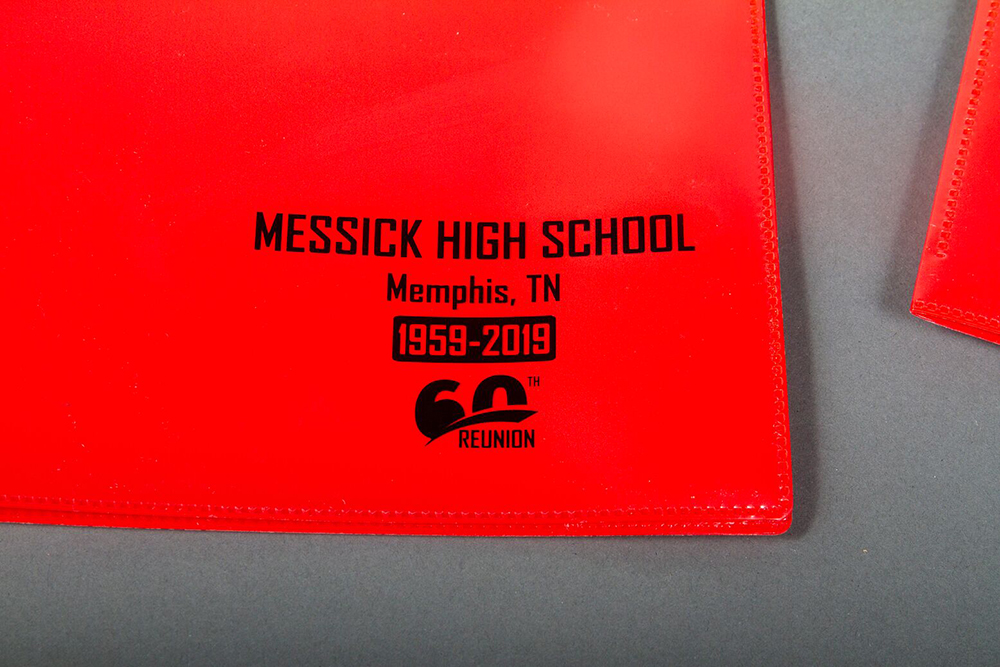 MESSICK HIGH SCHOOL
Memphis, TN
1959-2019
60TH
REUNION